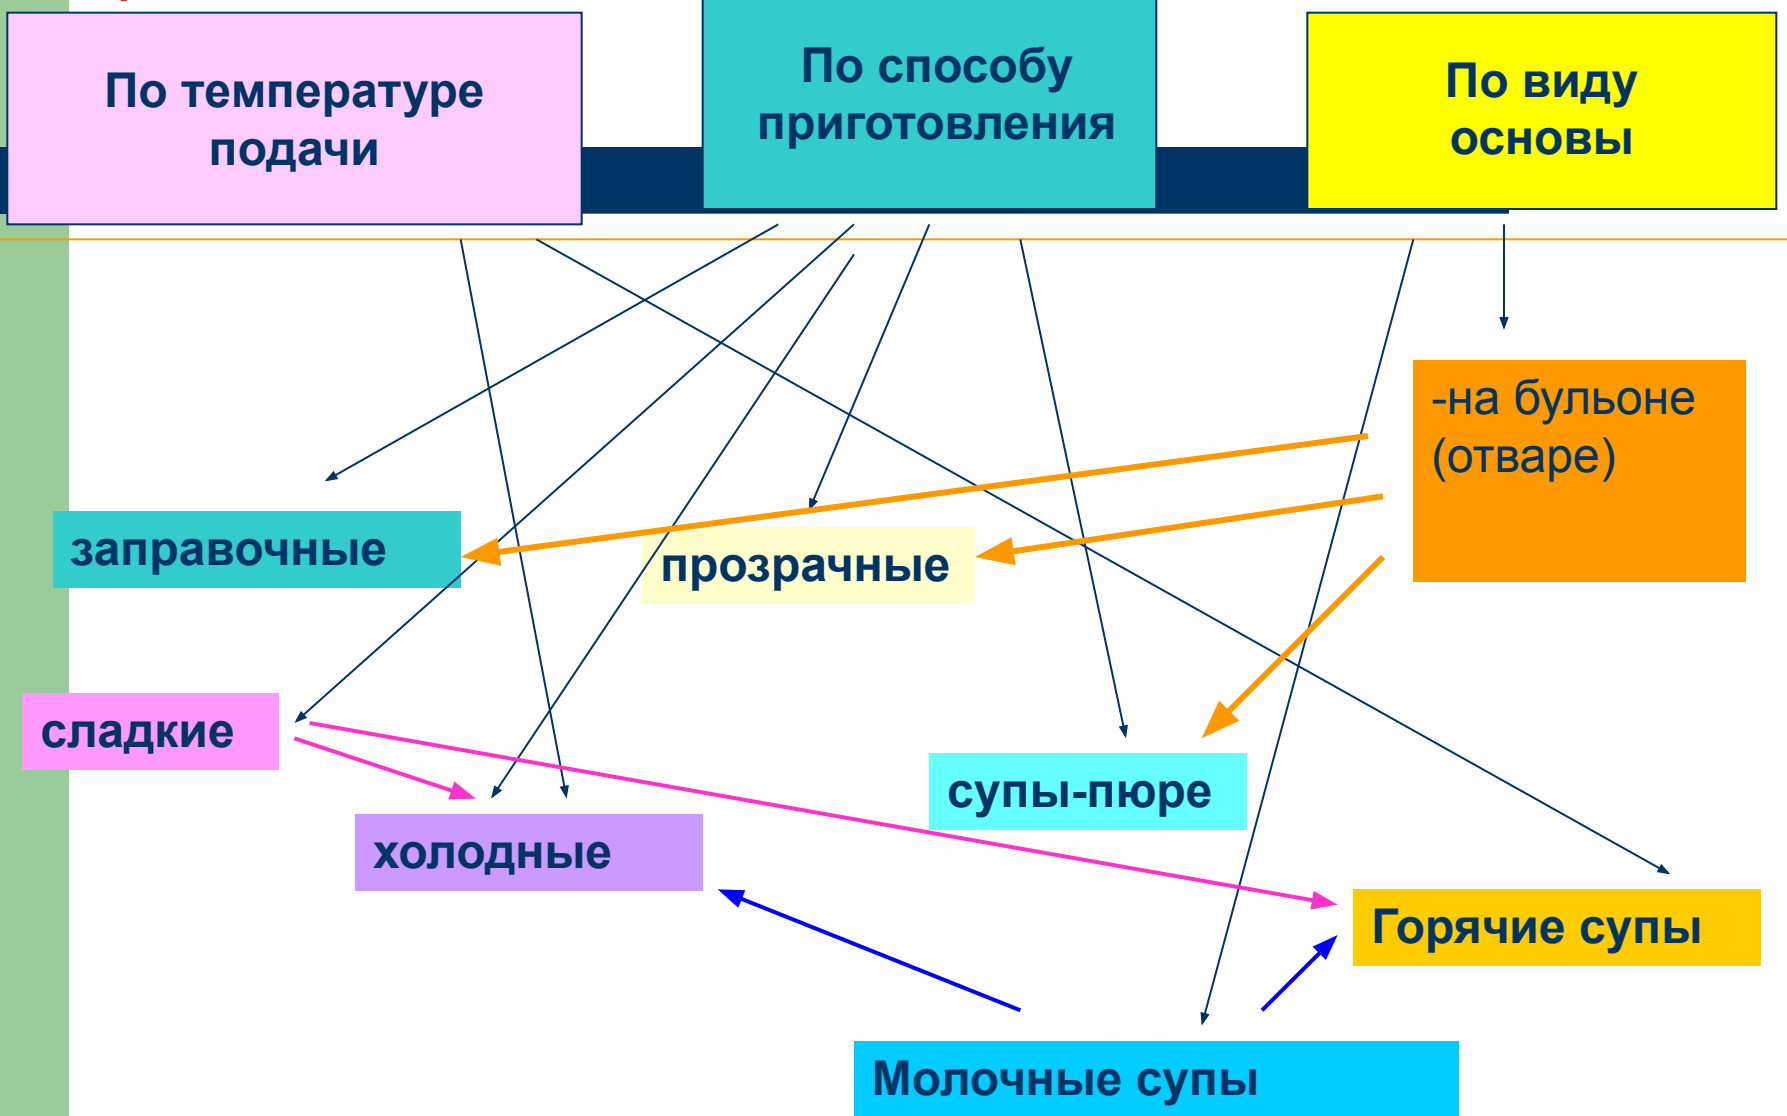 По температуре
подачи
По способу
приготовления
По виду
основы
-на бульоне
(отваре)
заправочные
прозрачные
сладкие
супы-пюре
холодные
Горячие супы
Молочные супы